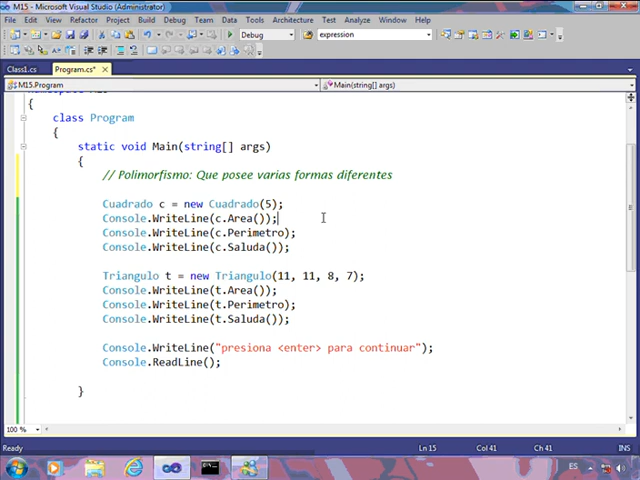 M15 - Microsoft Visual Studio (Administrator)
File Edit View Refactor Project Build Debug Team Data Tools Architecture Test Analyze Window Help
Debug expression
Class1.cs Program.cs*
M15.Program Main(string[] args)
{
class Program
{
static void Main(string[] args)
{
// Polimorfismo: Que posee varias formas diferentes
Cuadrado c = new Cuadrado(5);
Console.WriteLine(c.Area());
Console.WriteLine(c.Perimetro);
Console.WriteLine(c.Saluda());
Triangulo t = new Triangulo(11, 11, 8, 7);
Console.WriteLine(t.Area());
Console.WriteLine(t.Perimetro);
Console.WriteLine(t.Saluda());
Console.WriteLine("presiona <enter> para continuar");
Console.ReadLine();
}
100 %
Ready Ln 15 Col 41 Ch 41 INS
ES